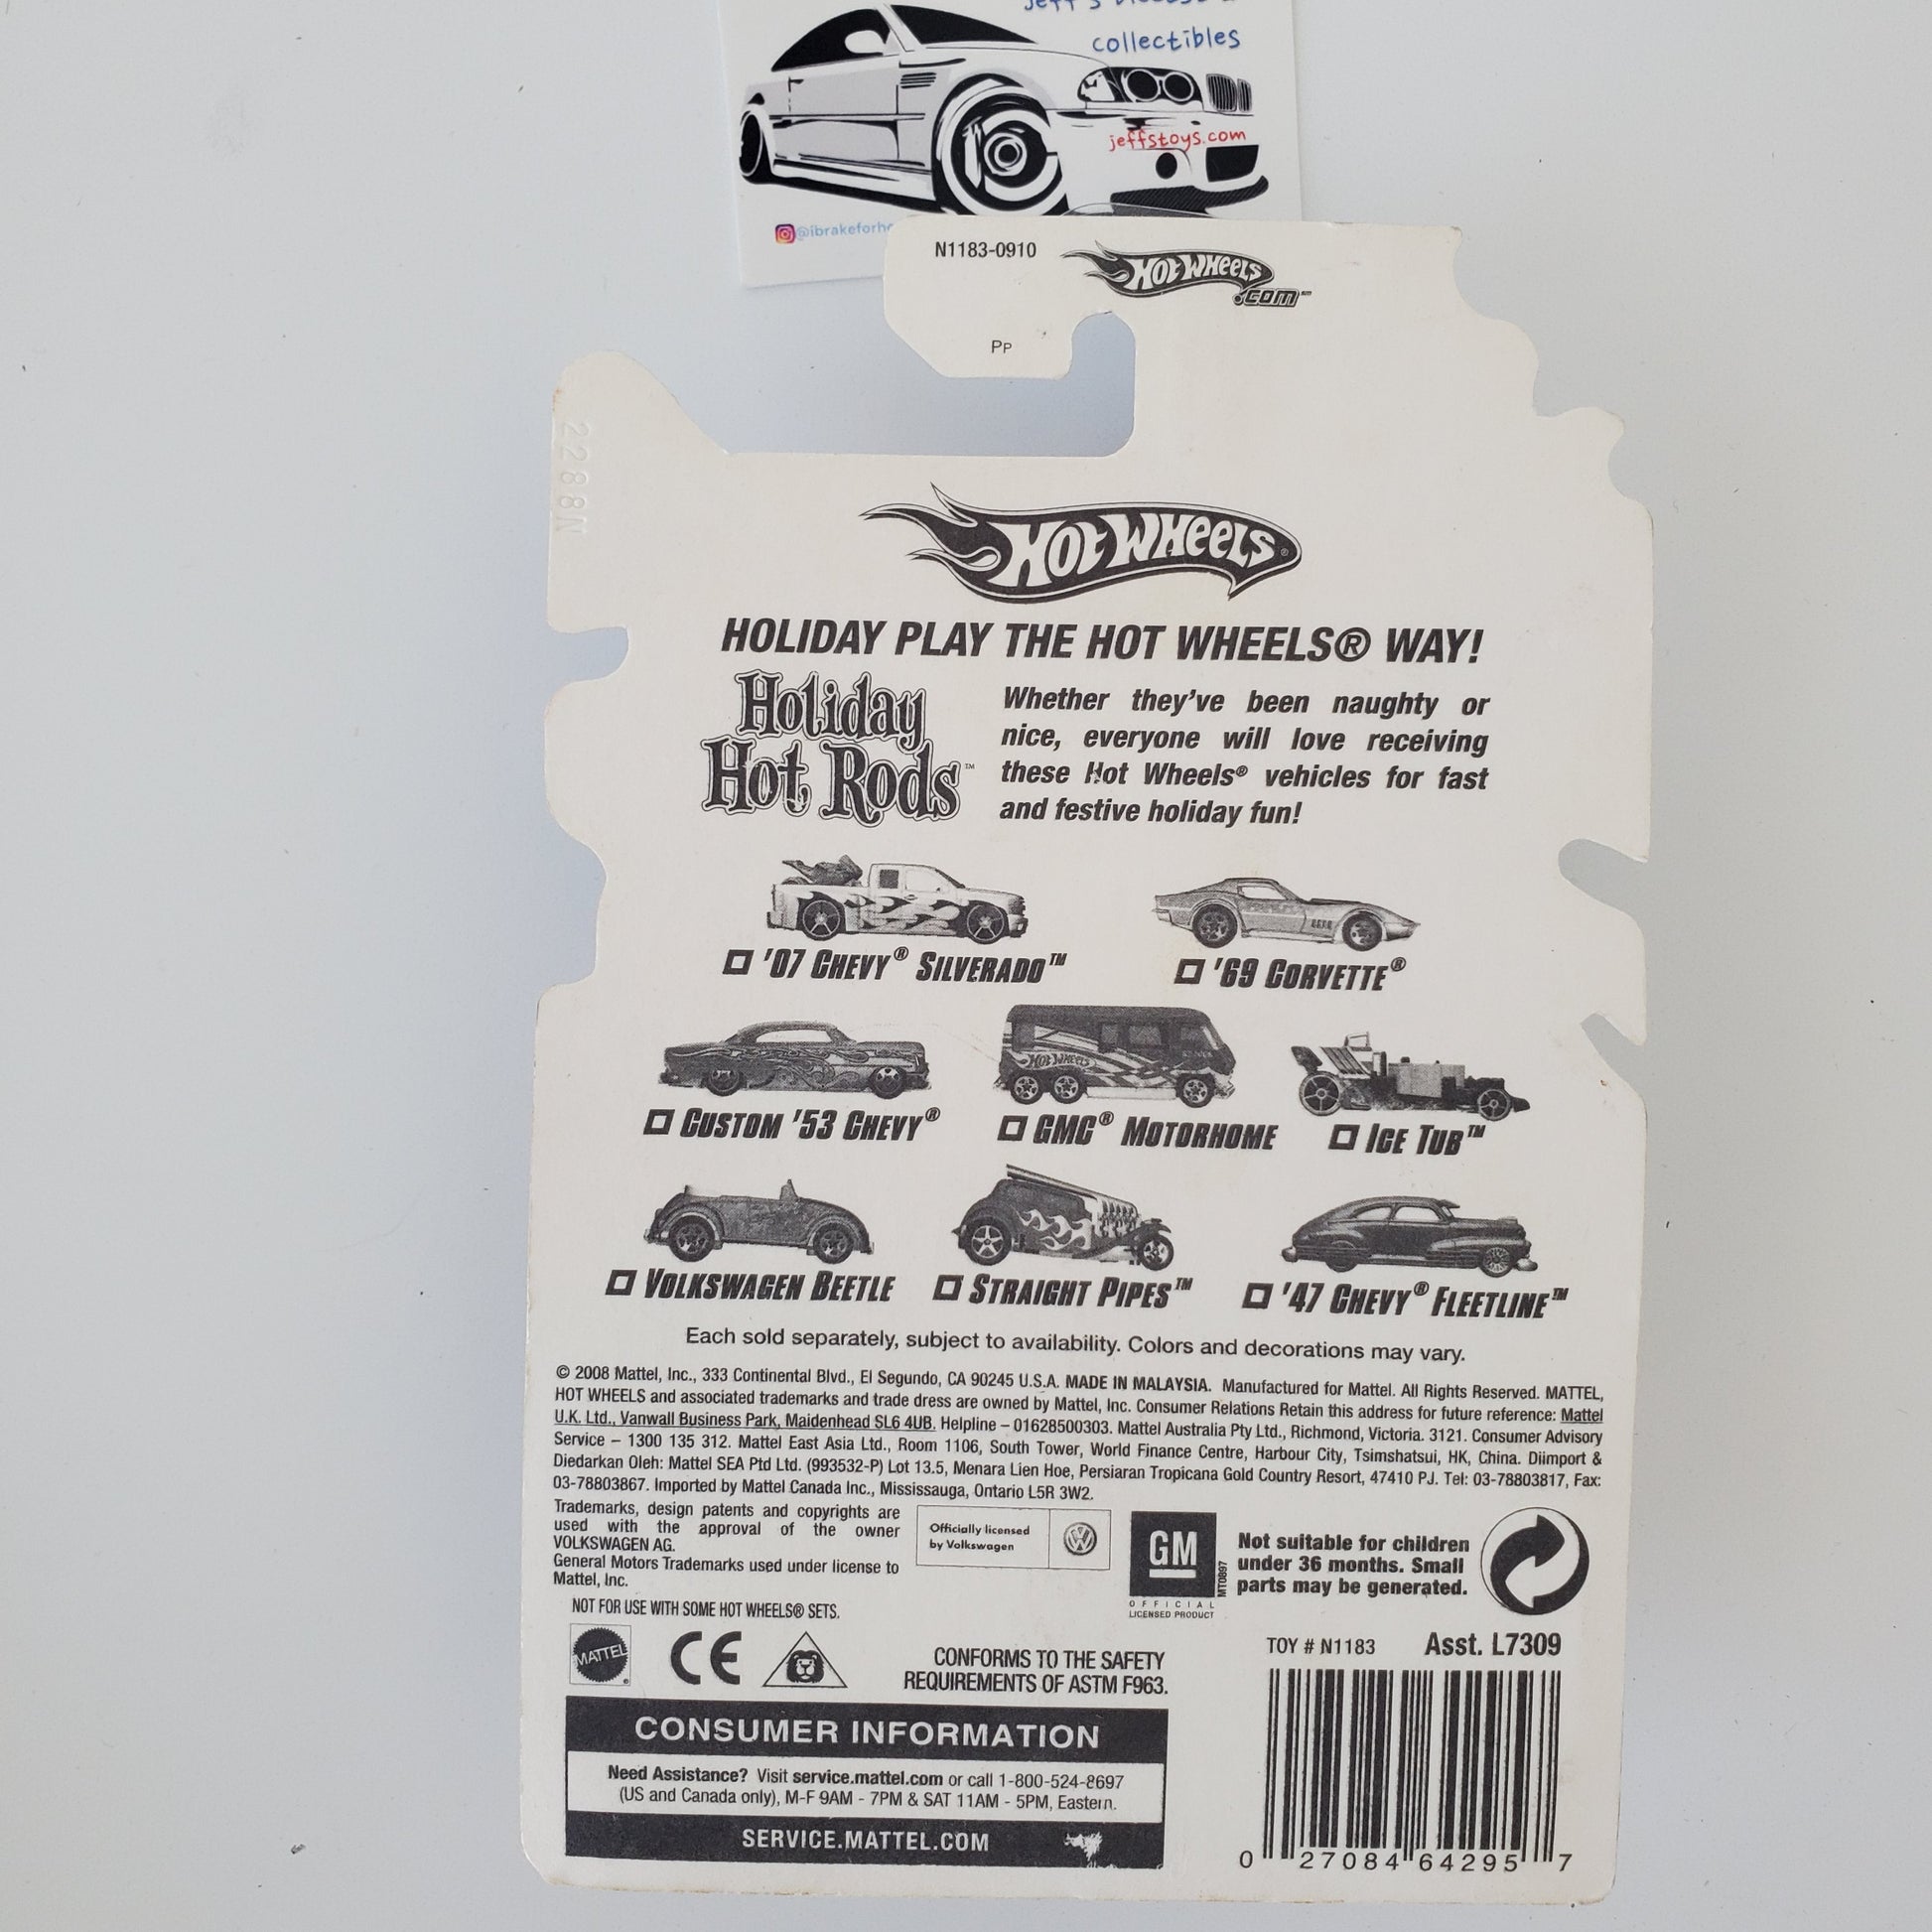 collectibles
jeffstoys.com
N1183-0910
HOT WHEELS
.COM™
PP
2288N
HOT WHEELS®
HOLIDAY PLAY THE HOT WHEELS® WAY!
Holiday
Hot Rods™
Whether they've been naughty or
nice, everyone will love receiving
these Hot Wheels® vehicles for fast
and festive holiday fun!
'07 CHEVY® SILVERADO™
'69 CORVETTE®
HOT WHEELS
CUSTOM '53 CHEVY®
GMC® MOTORHOME
ICE TUB™
VOLKSWAGEN BEETLE
STRAIGHT PIPES™
'47 CHEVY® FLEETLINE™
Each sold separately, subject to availability. Colors and decorations may vary.
© 2008 Mattel, Inc., 333 Continental Blvd., El Segundo, CA 90245 U.S.A. MADE IN MALAYSIA. Manufactured for Mattel. All Rights Reserved. MATTEL,
HOT WHEELS and associated trademarks and trade dress are owned by Mattel, Inc. Consumer Relations Retain this address for future reference: Mattel
U.K. Ltd., Vanwall Business Park, Maidenhead SL6 4UB. Helpline – 01628500303. Mattel Australia Pty Ltd., Richmond, Victoria. 3121. Consumer Advisory
Service – 1300 135 312. Mattel East Asia Ltd., Room 1106, South Tower, World Finance Centre, Harbour City, Tsimshatsui, HK, China. Diimport &
Diedarkan Oleh: Mattel SEA Ptd Ltd. (993532-P) Lot 13.5, Menara Lien Hoe, Persiaran Tropicana Gold Country Resort, 47410 PJ. Tel: 03-78803817, Fax:
03-78803867. Imported by Mattel Canada Inc., Mississauga, Ontario L5R 3W2.
Trademarks, design patents and copyrights are
used with the approval of the owner
VOLKSWAGEN AG.
General Motors Trademarks used under license to
Mattel, Inc.
Officially licensed
by Volkswagen
GM
MT0897
OFFICIAL
LICENSED PRODUCT
Not suitable for children
under 36 months. Small
parts may be generated.
NOT FOR USE WITH SOME HOT WHEELS® SETS.
MATTEL®
CE
CONFORMS TO THE SAFETY
REQUIREMENTS OF ASTM F963.
TOY # N1183 Asst. L7309
CONSUMER INFORMATION
Need Assistance? Visit service.mattel.com or call 1-800-524-8697
(US and Canada only), M-F 9AM - 7PM & SAT 11AM - 5PM, Eastern.
SERVICE.MATTEL.COM
0 27084 64295 7